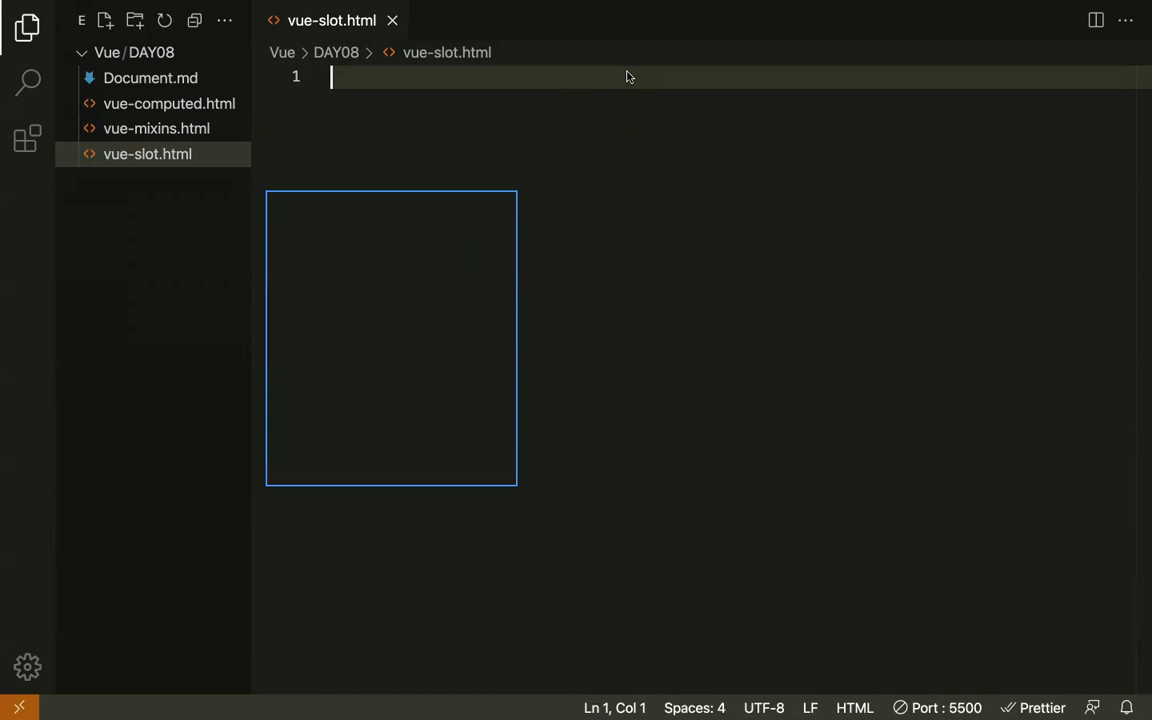 E
vue-slot.html
Vue / DAY08
Vue > DAY08 > vue-slot.html
Document.md
vue-computed.html
vue-mixins.html
vue-slot.html
1
Ln 1, Col 1 Spaces: 4 UTF-8 LF HTML Port : 5500 Prettier